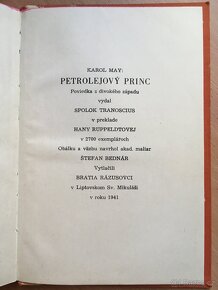 KAROL MAY:
PETROLEJOVÝ PRINC
Poviedka z divokého západu
vydal
SPOLOK TRANOSCIUS
v preklade
HANY RUPPELDTOVEJ
v 2700 exemplároch
Obálku a väzbu navrhol akad. maliar
ŠTEFAN BEDNÁR
Vytlačili
BRATIA RÁZUSOVCI
v Liptovskom Sv. Mikuláši
v roku 1941